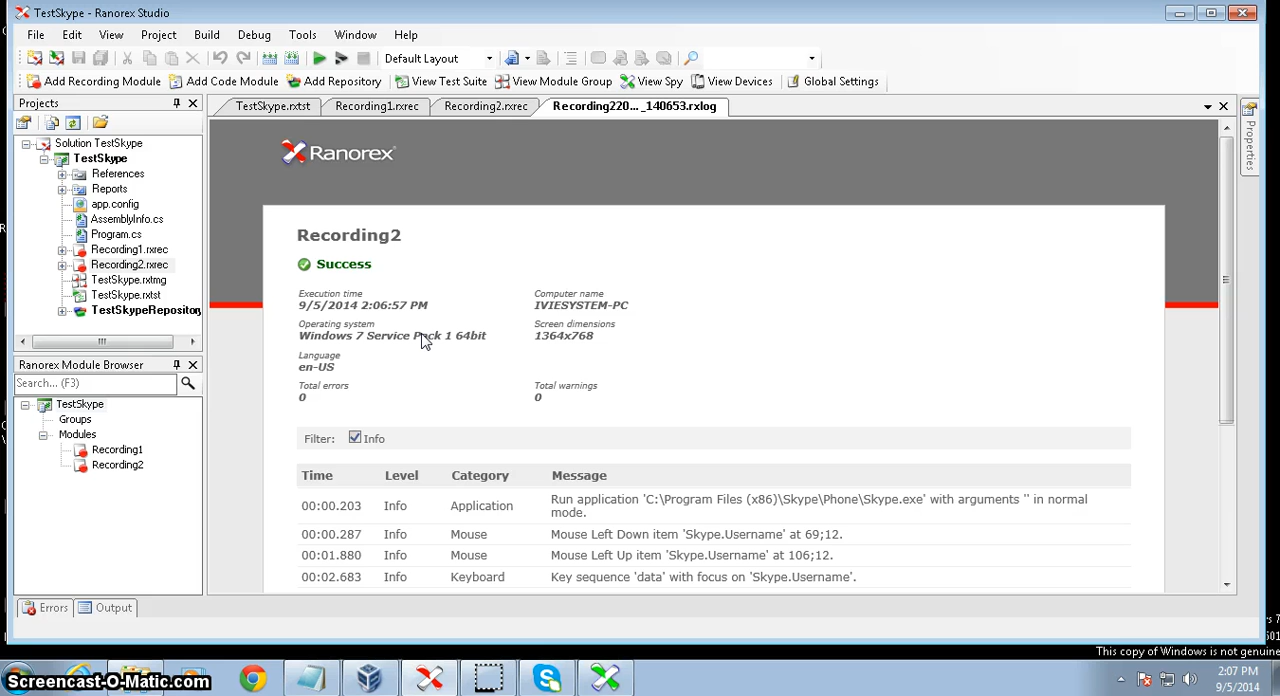 TestSkype - Ranorex Studio
File Edit View Project Build Debug Tools Window Help
Default Layout
Add Recording Module Add Code Module Add Repository View Test Suite View Module Group View Spy View Devices Global Settings
Projects
TestSkype.rxtst Recording1.rxrec Recording2.rxrec Recording220..._140653.rxlog
Properties
Solution TestSkype
TestSkype
References
Reports
app.config
AssemblyInfo.cs
Program.cs
Recording1.rxrec
Recording2.rxrec
TestSkype.rxtmg
TestSkype.rxtst
TestSkypeRepository
Ranorex Module Browser
Search... (F3)
TestSkype
Groups
Modules
Recording1
Recording2
Ranorex
Recording2
Success
Execution time Computer name
9/5/2014 2:06:57 PM IVIESYSTEM-PC
Operating system Screen dimensions
Windows 7 Service Pack 1 64bit 1364x768
Language
en-US
Total errors Total warnings
0 0
Filter: Info
Time Level Category Message
00:00.203 Info Application Run application 'C:\Program Files (x86)\Skype\Phone\Skype.exe' with arguments '' in normal
mode.
00:00.287 Info Mouse Mouse Left Down item 'Skype.Username' at 69;12.
00:01.880 Info Mouse Mouse Left Up item 'Skype.Username' at 106;12.
00:02.683 Info Keyboard Key sequence 'data' with focus on 'Skype.Username'.
Errors Output
This copy of Windows is not genuine
Screencast-O-Matic.com
2:07 PM
9/5/2014